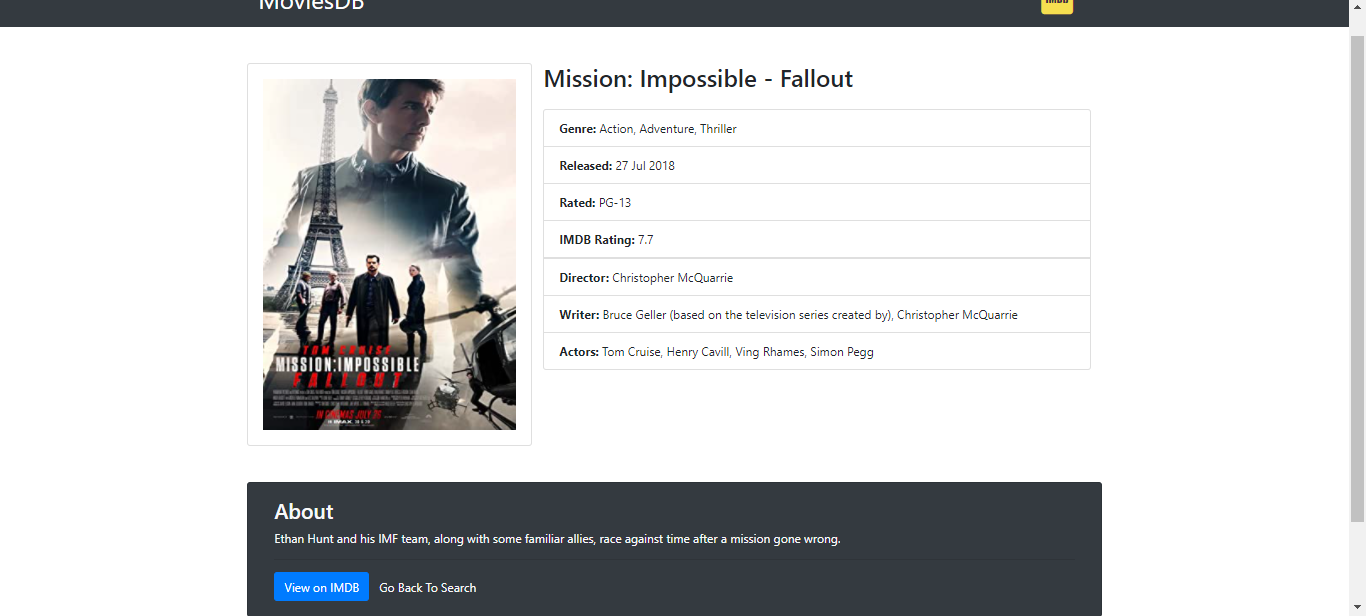 MoviesDB
IMDB
Mission: Impossible - Fallout
Genre: Action, Adventure, Thriller
Released: 27 Jul 2018
Rated: PG-13
IMDB Rating: 7.7
Director: Christopher McQuarrie
Writer: Bruce Geller (based on the television series created by), Christopher McQuarrie
Actors: Tom Cruise, Henry Cavill, Ving Rhames, Simon Pegg
TOM CRUISE
MISSION:IMPOSSIBLE
FALLOUT
IN CINEMAS JULY 27
About
Ethan Hunt and his IMF team, along with some familiar allies, race against time after a mission gone wrong.
View on IMDB
Go Back To Search